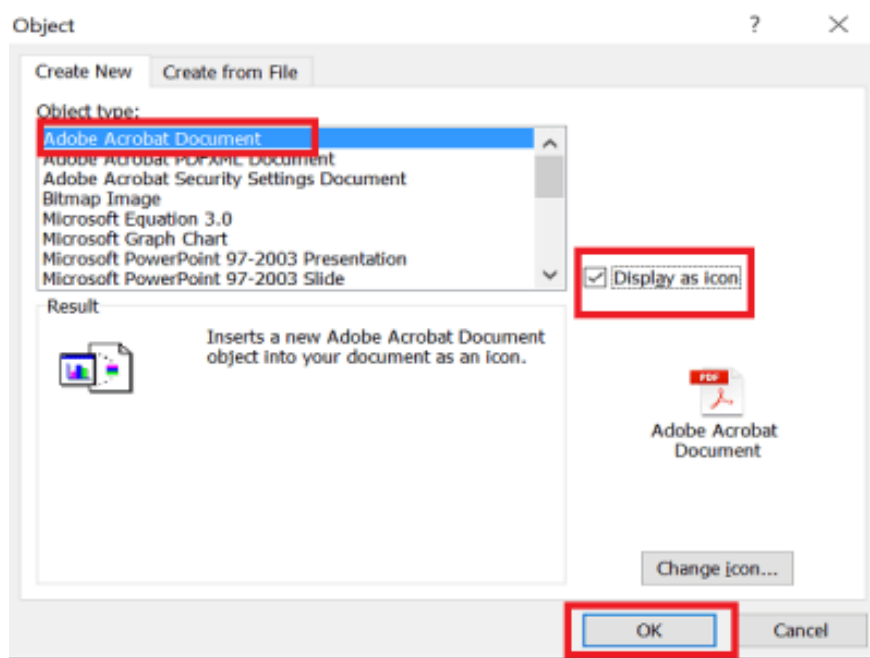 Object
Create New
Create from File
Object type:
Adobe Acrobat Document
Adobe Acrobat PDFXML Document
Adobe Acrobat Security Settings Document
Bitmap Image
Microsoft Equation 3.0
Microsoft Graph Chart
Microsoft PowerPoint 97-2003 Presentation
Microsoft PowerPoint 97-2003 Slide
Display as icon
Result
Inserts a new Adobe Acrobat Document
object into your document as an icon.
PDF
Adobe Acrobat
Document
Change icon...
OK
Cancel